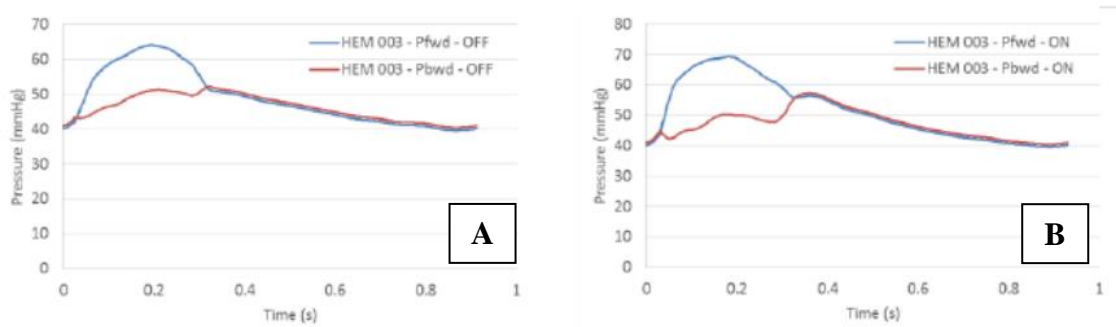 70
60
50
40
30
20
10
0
Pressure (mmHg)
HEM 003 - Pfwd - OFF
HEM 003 - Pbwd - OFF
A
0 0.2 0.4 0.6 0.8 1
Time (s)
80
70
60
50
40
30
20
10
0
Pressure (mmHg)
HEM 003 - Pfwd - ON
HEM 003 - Pbwd - ON
B
0 0.2 0.4 0.6 0.8 1
Time (s)